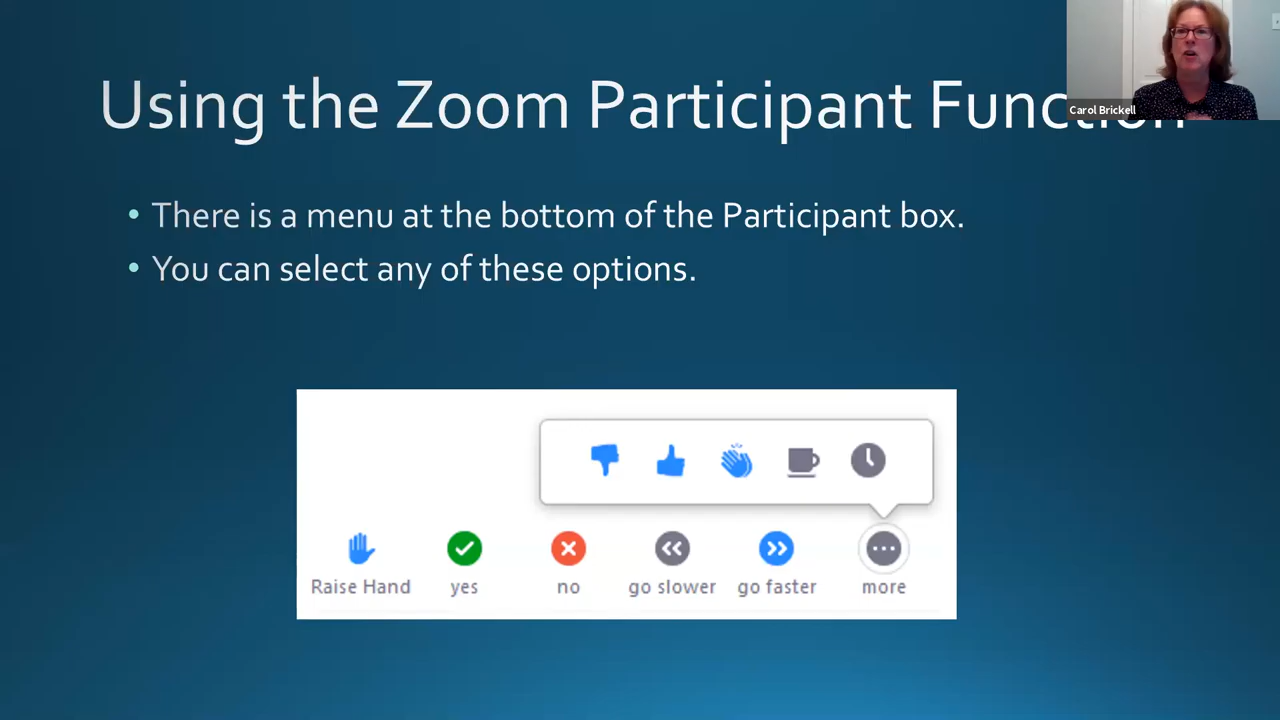 Using the Zoom Participant Function
Carol Brickell
• There is a menu at the bottom of the Participant box.
• You can select any of these options.
Raise Hand
yes
no
go slower
go faster
more